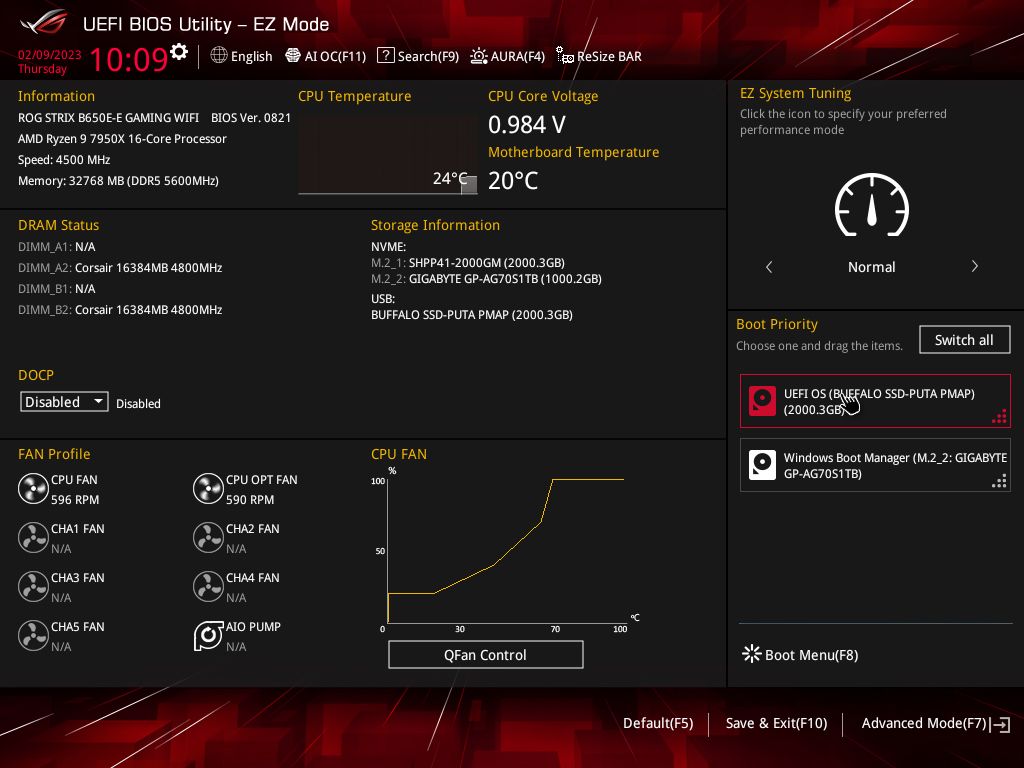 UEFI BIOS Utility – EZ Mode
02/09/2023
Thursday
10:09
English
AI OC(F11)
Search(F9)
AURA(F4)
ReSize BAR
Information
ROG STRIX B650E-E GAMING WIFI BIOS Ver. 0821
AMD Ryzen 9 7950X 16-Core Processor
Speed: 4500 MHz
Memory: 32768 MB (DDR5 5600MHz)
CPU Temperature
24°C
CPU Core Voltage
0.984 V
Motherboard Temperature
20°C
EZ System Tuning
Click the icon to specify your preferred
performance mode
Normal
DRAM Status
DIMM_A1: N/A
DIMM_A2: Corsair 16384MB 4800MHz
DIMM_B1: N/A
DIMM_B2: Corsair 16384MB 4800MHz
Storage Information
NVME:
M.2_1: SHPP41-2000GM (2000.3GB)
M.2_2: GIGABYTE GP-AG70S1TB (1000.2GB)
USB:
BUFFALO SSD-PUTA PMAP (2000.3GB)
DOCP
Disabled
Disabled
Boot Priority
Choose one and drag the items.
Switch all
UEFI OS (BUFFALO SSD-PUTA PMAP)
(2000.3GB)
Windows Boot Manager (M.2_2: GIGABYTE
GP-AG70S1TB)
FAN Profile
CPU FAN
596 RPM
CPU OPT FAN
590 RPM
CHA1 FAN
N/A
CHA2 FAN
N/A
CHA3 FAN
N/A
CHA4 FAN
N/A
CHA5 FAN
N/A
AIO PUMP
N/A
CPU FAN
%
100
50
0
30
70
100
°C
QFan Control
Boot Menu(F8)
Default(F5)
Save & Exit(F10)
Advanced Mode(F7)